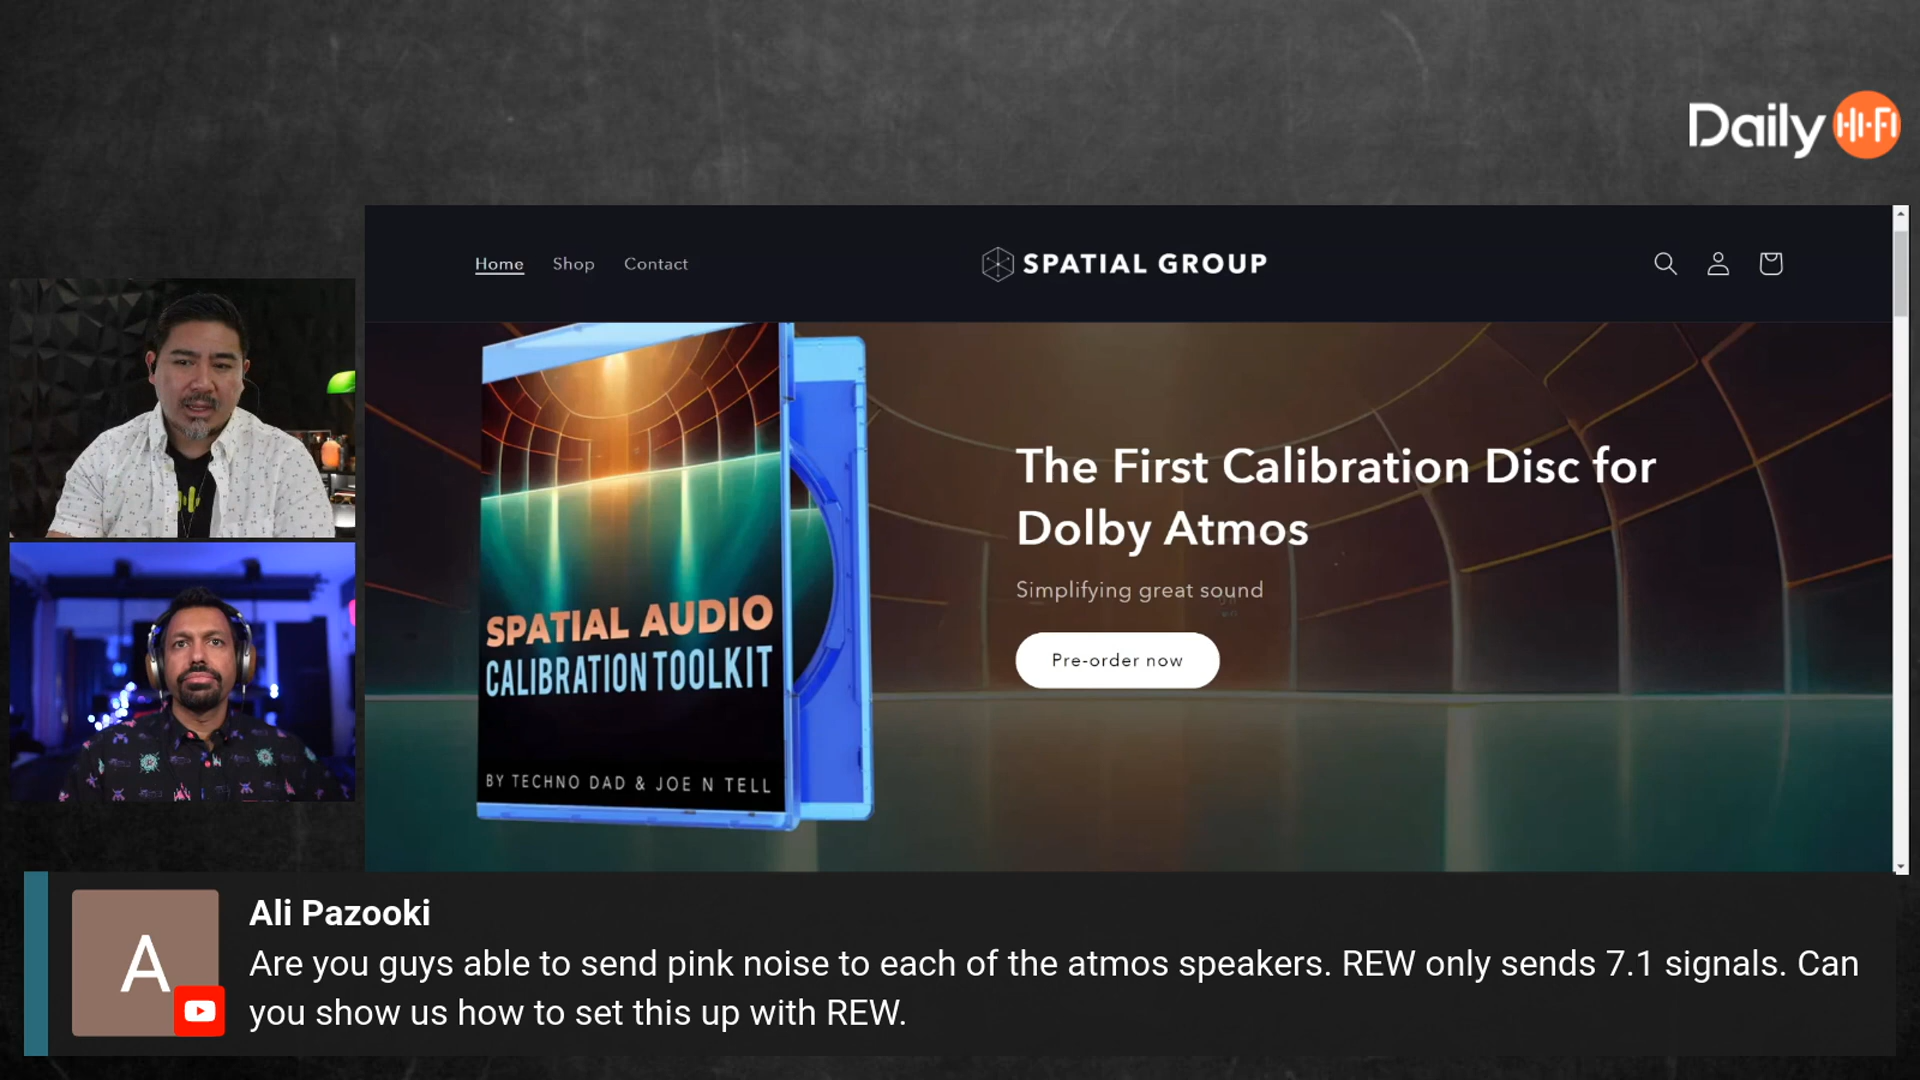 Daily HI-FI
Home Shop Contact
SPATIAL GROUP
The First Calibration Disc for
Dolby Atmos
Simplifying great sound
Pre-order now
SPATIAL AUDIO
CALIBRATION TOOLKIT
BY TECHNO DAD & JOE N TELL
A
Ali Pazooki
Are you guys able to send pink noise to each of the atmos speakers. REW only sends 7.1 signals. Can
you show us how to set this up with REW.